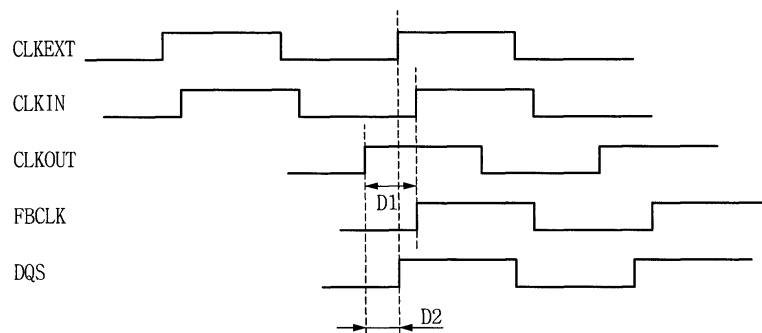 CLKEXT
CLKIN
CLKOUT
D1
FBCLK
DQS
D2